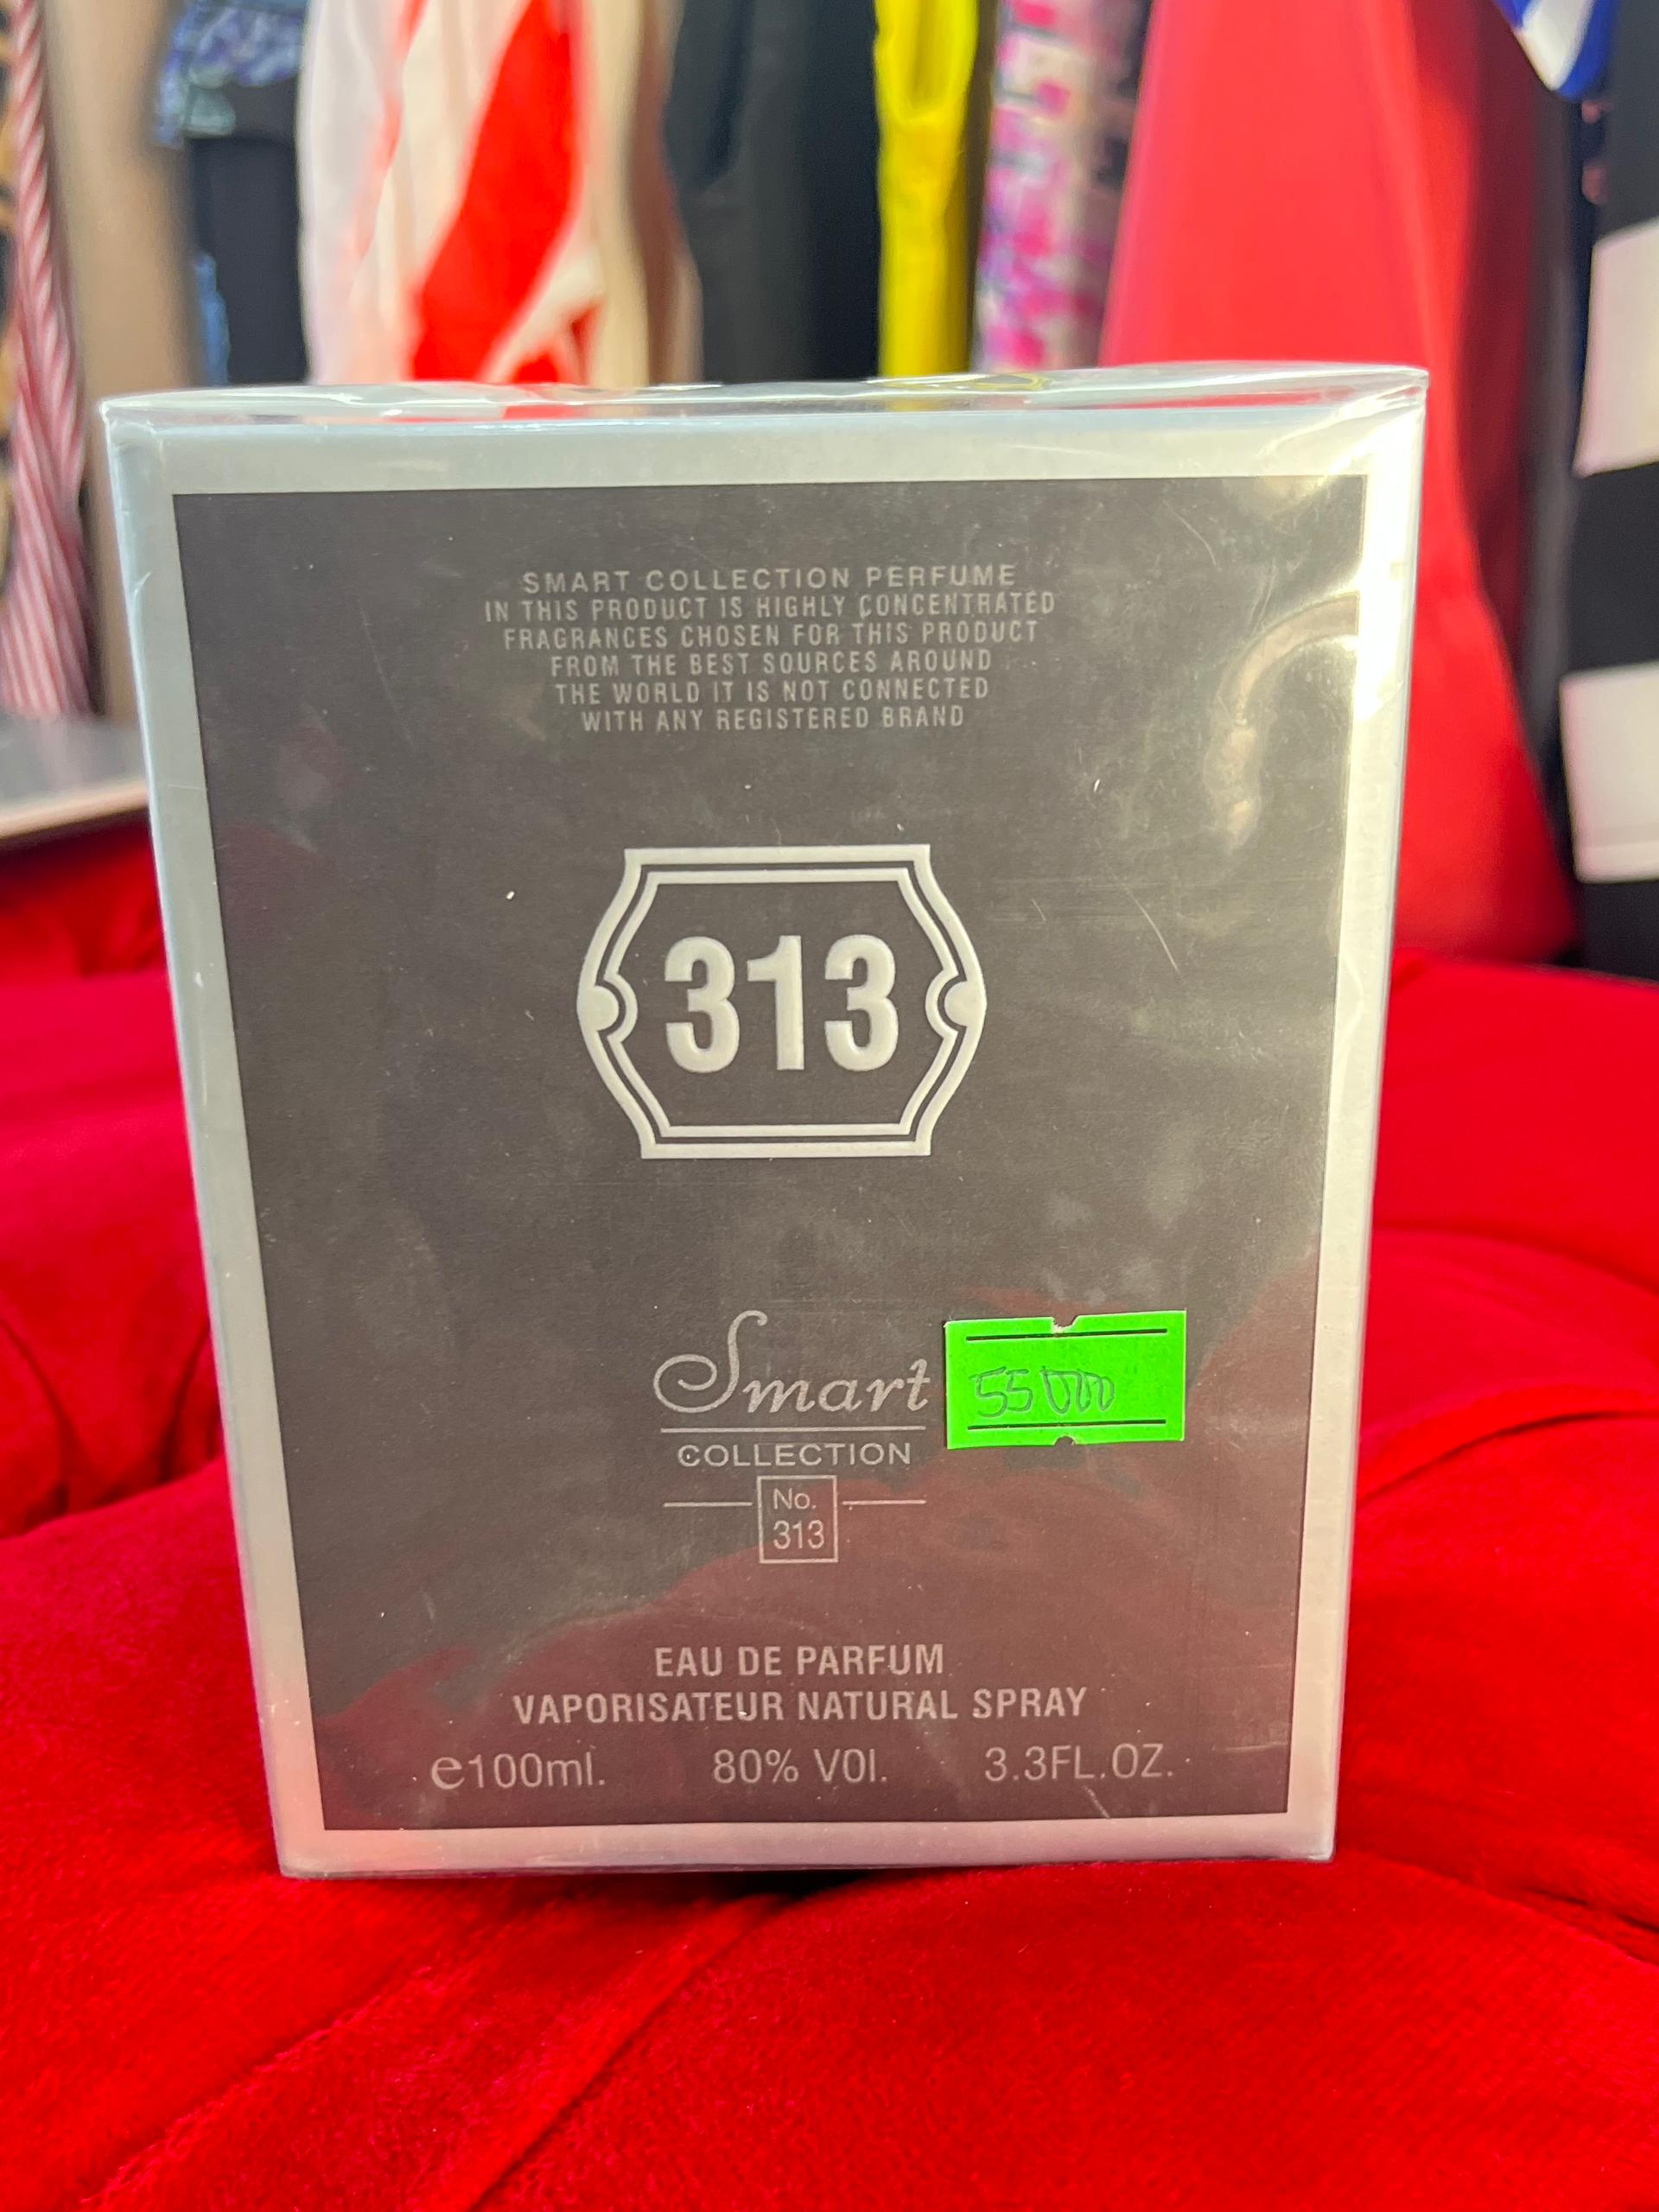 SMART COLLECTION PERFUME
IN THIS PRODUCT IS HIGHLY CONCENTRATED
FRAGRANCES CHOSEN FOR THIS PRODUCT
FROM THE BEST SOURCES AROUND
THE WORLD IT IS NOT CONNECTED
WITH ANY REGISTERED BRAND
313
Smart
55000
COLLECTION
No.
313
EAU DE PARFUM
VAPORISATEUR NATURAL SPRAY
e100ml. 80% VOl. 3.3FL.OZ.